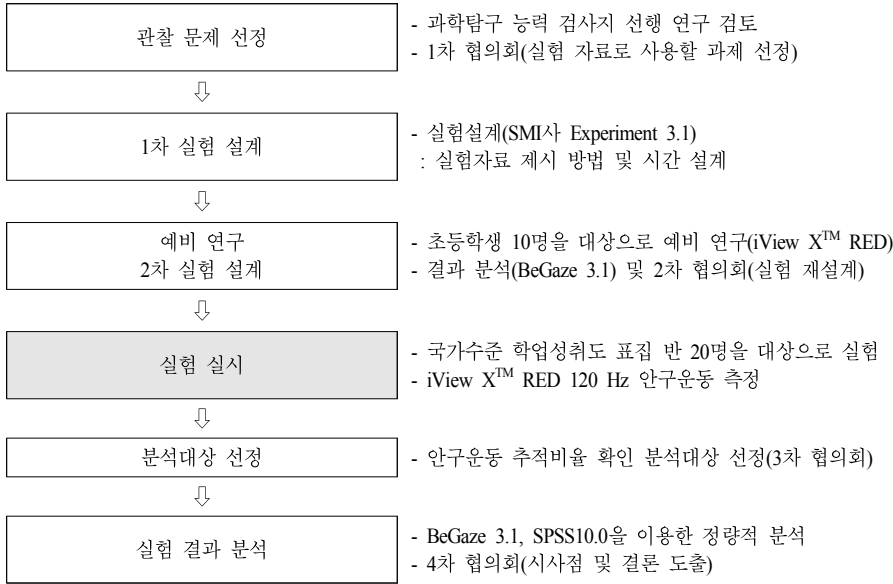 관찰 문제 선정
- 과학탐구 능력 검사지 선행 연구 검토
- 1차 협의회(실험 자료로 사용할 과제 선정)
⇩
1차 실험 설계
- 실험설계(SMI사 Experiment 3.1)
: 실험자료 제시 방법 및 시간 설계
⇩
예비 연구
2차 실험 설계
- 초등학생 10명을 대상으로 예비 연구(iView X™ RED)
- 결과 분석(BeGaze 3.1) 및 2차 협의회(실험 재설계)
⇩
실험 실시
- 국가수준 학업성취도 표집 반 20명을 대상으로 실험
- iView X™ RED 120 Hz 안구운동 측정
⇩
분석대상 선정
- 안구운동 추적비율 확인 분석대상 선정(3차 협의회)
⇩
실험 결과 분석
- BeGaze 3.1, SPSS10.0을 이용한 정량적 분석
- 4차 협의회(시사점 및 결론 도출)